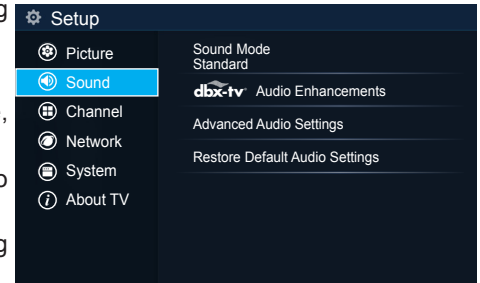 g
Setup
Picture
Sound
Channel
Network
System
About TV
Sound Mode
Standard
dbx-tv Audio Enhancements
Advanced Audio Settings
Restore Default Audio Settings
,
o
g